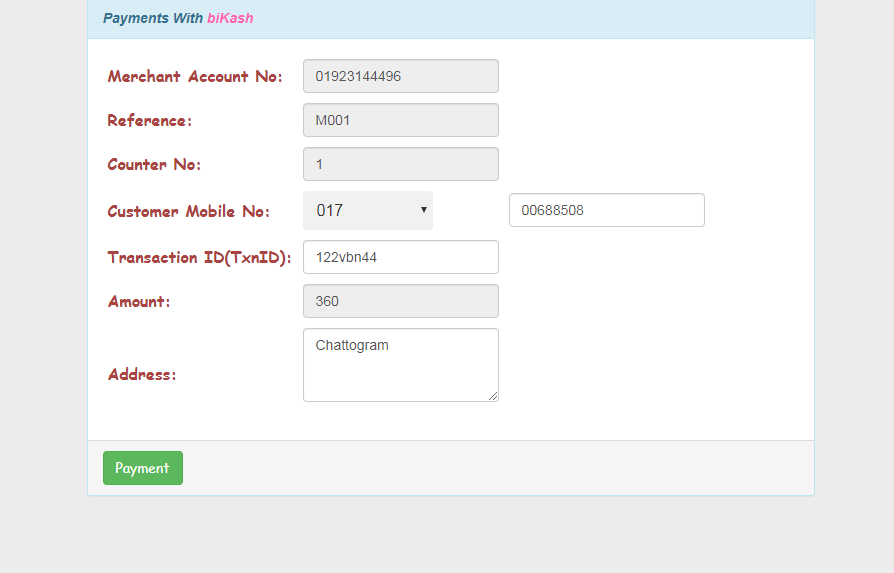 Payments With biKash
Merchant Account No: 01923144496
Reference: M001
Counter No: 1
Customer Mobile No: 017 00688508
Transaction ID(TxnID): 122vbn44
Amount: 360
Address: Chattogram
Payment